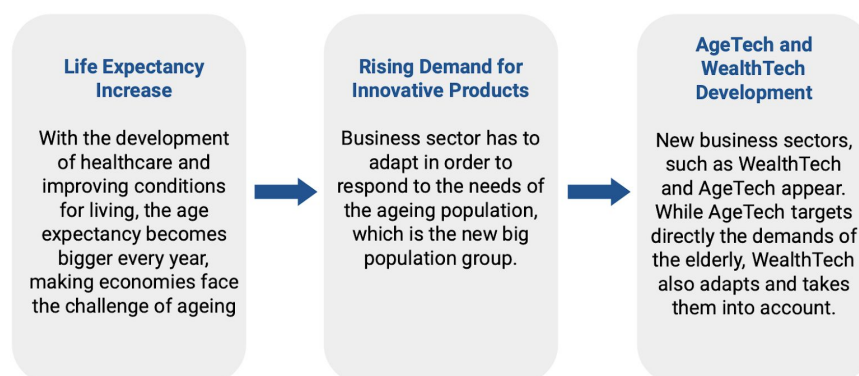 Life Expectancy
Increase
With the development
of healthcare and
improving conditions
for living, the age
expectancy becomes
bigger every year,
making economies face
the challenge of ageing
Rising Demand for
Innovative Products
Business sector has to
adapt in order to
respond to the needs of
the ageing population,
which is the new big
population group.
AgeTech and
WealthTech
Development
New business sectors,
such as WealthTech
and AgeTech appear.
While AgeTech targets
directly the demands of
the elderly, WealthTech
also adapts and takes
them into account.